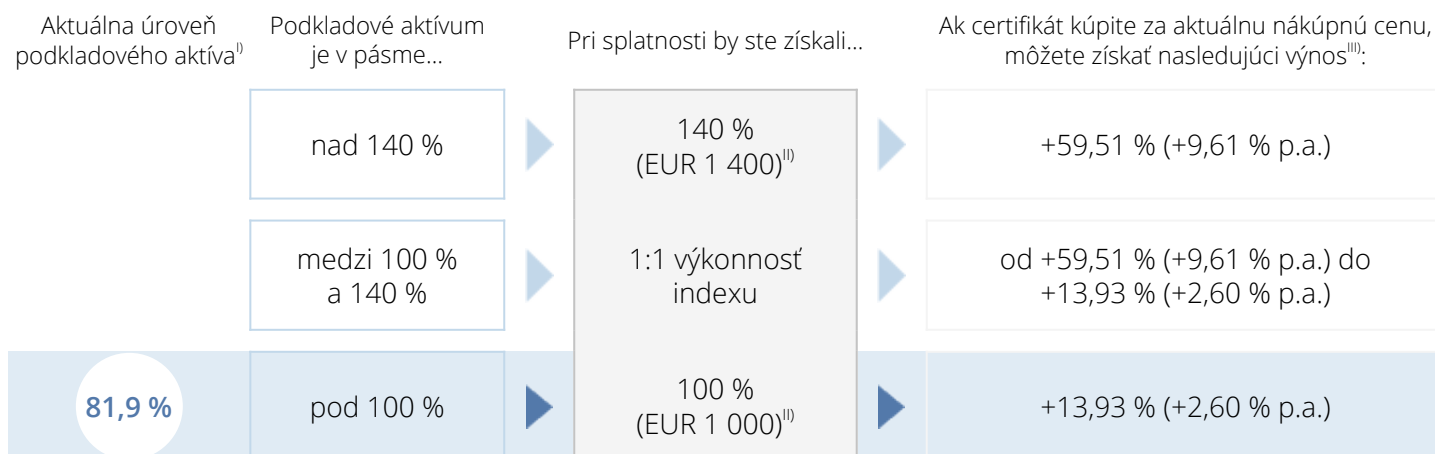 Aktuálna úroveň
podkladového aktíva^I)
Podkladové aktívum
je v pásme...
Pri splatnosti by ste získali...
Ak certifikát kúpite za aktuálnu nákúpnú cenu,
môžete získať nasledujúci výnos^III):
nad 140 %
140 %
(EUR 1 400)^II)
+59,51 % (+9,61 % p.a.)
medzi 100 %
a 140 %
1:1 výkonnosť
indexu
od +59,51 % (+9,61 % p.a.) do
+13,93 % (+2,60 % p.a.)
81,9 %
pod 100 %
100 %
(EUR 1 000)^II)
+13,93 % (+2,60 % p.a.)